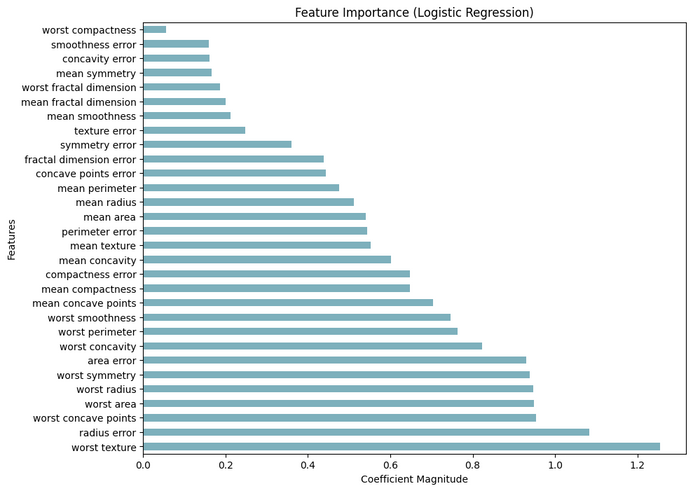 Feature Importance (Logistic Regression)
worst compactness
smoothness error
concavity error
mean symmetry
worst fractal dimension
mean fractal dimension
mean smoothness
texture error
symmetry error
fractal dimension error
concave points error
mean perimeter
mean radius
mean area
perimeter error
mean texture
mean concavity
compactness error
mean compactness
mean concave points
worst smoothness
worst perimeter
worst concavity
area error
worst symmetry
worst radius
worst area
worst concave points
radius error
worst texture
Features
0.0 0.2 0.4 0.6 0.8 1.0 1.2
Coefficient Magnitude